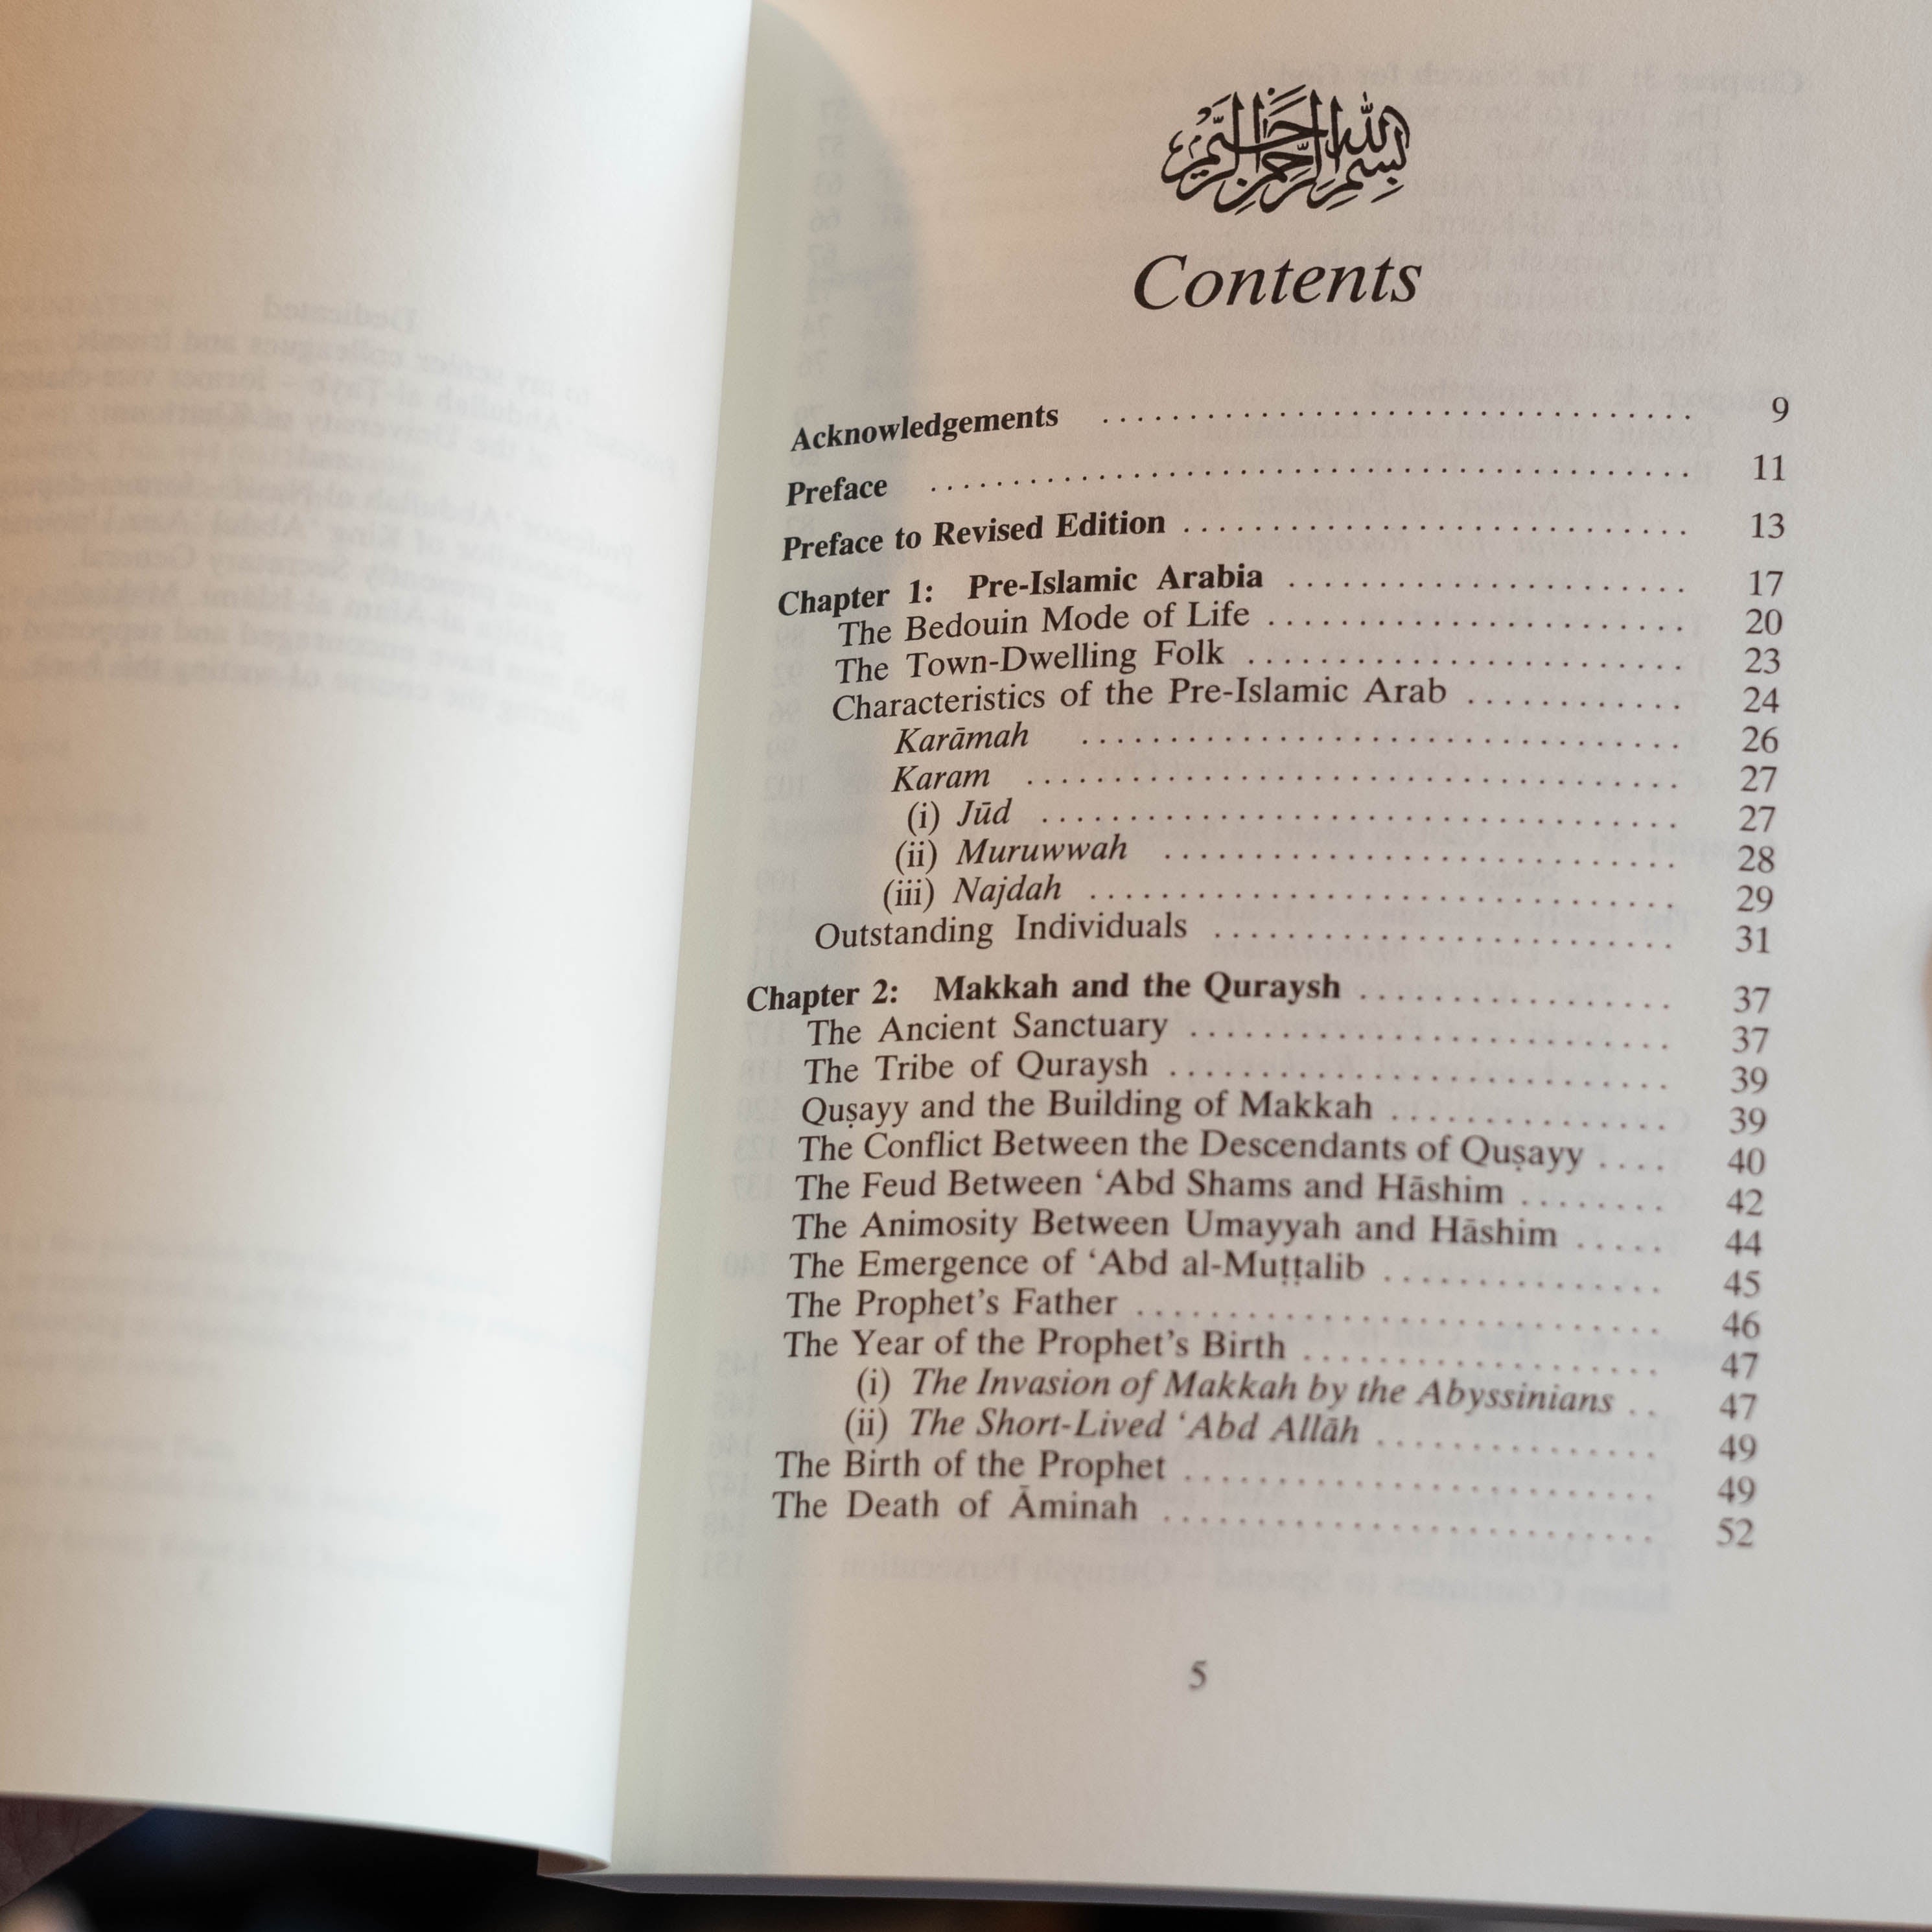 بسم الله الرحمن الرحيم
Contents
Acknowledgements ........ 9
Preface ........ 11
Preface to Revised Edition ........ 13
Chapter 1: Pre-Islamic Arabia ........ 17
The Bedouin Mode of Life ........ 20
The Town-Dwelling Folk ........ 23
Characteristics of the Pre-Islamic Arab ........ 24
Karāmah ........ 26
Karam ........ 27
(i) Jūd ........ 27
(ii) Muruwwah ........ 28
(iii) Najdah ........ 29
Outstanding Individuals ........ 31
Chapter 2: Makkah and the Quraysh ........ 37
The Ancient Sanctuary ........ 37
The Tribe of Quraysh ........ 39
Quṣayy and the Building of Makkah ........ 39
The Conflict Between the Descendants of Quṣayy .... 40
The Feud Between ‘Abd Shams and Hāshim ........ 42
The Animosity Between Umayyah and Hāshim ..... 44
The Emergence of ‘Abd al-Muṭṭalib ........ 45
The Prophet’s Father ........ 46
The Year of the Prophet’s Birth ........ 47
(i) The Invasion of Makkah by the Abyssinians .. 47
(ii) The Short-Lived ‘Abd Allāh ........ 49
The Birth of the Prophet ........ 49
The Death of Āminah ........ 52
5